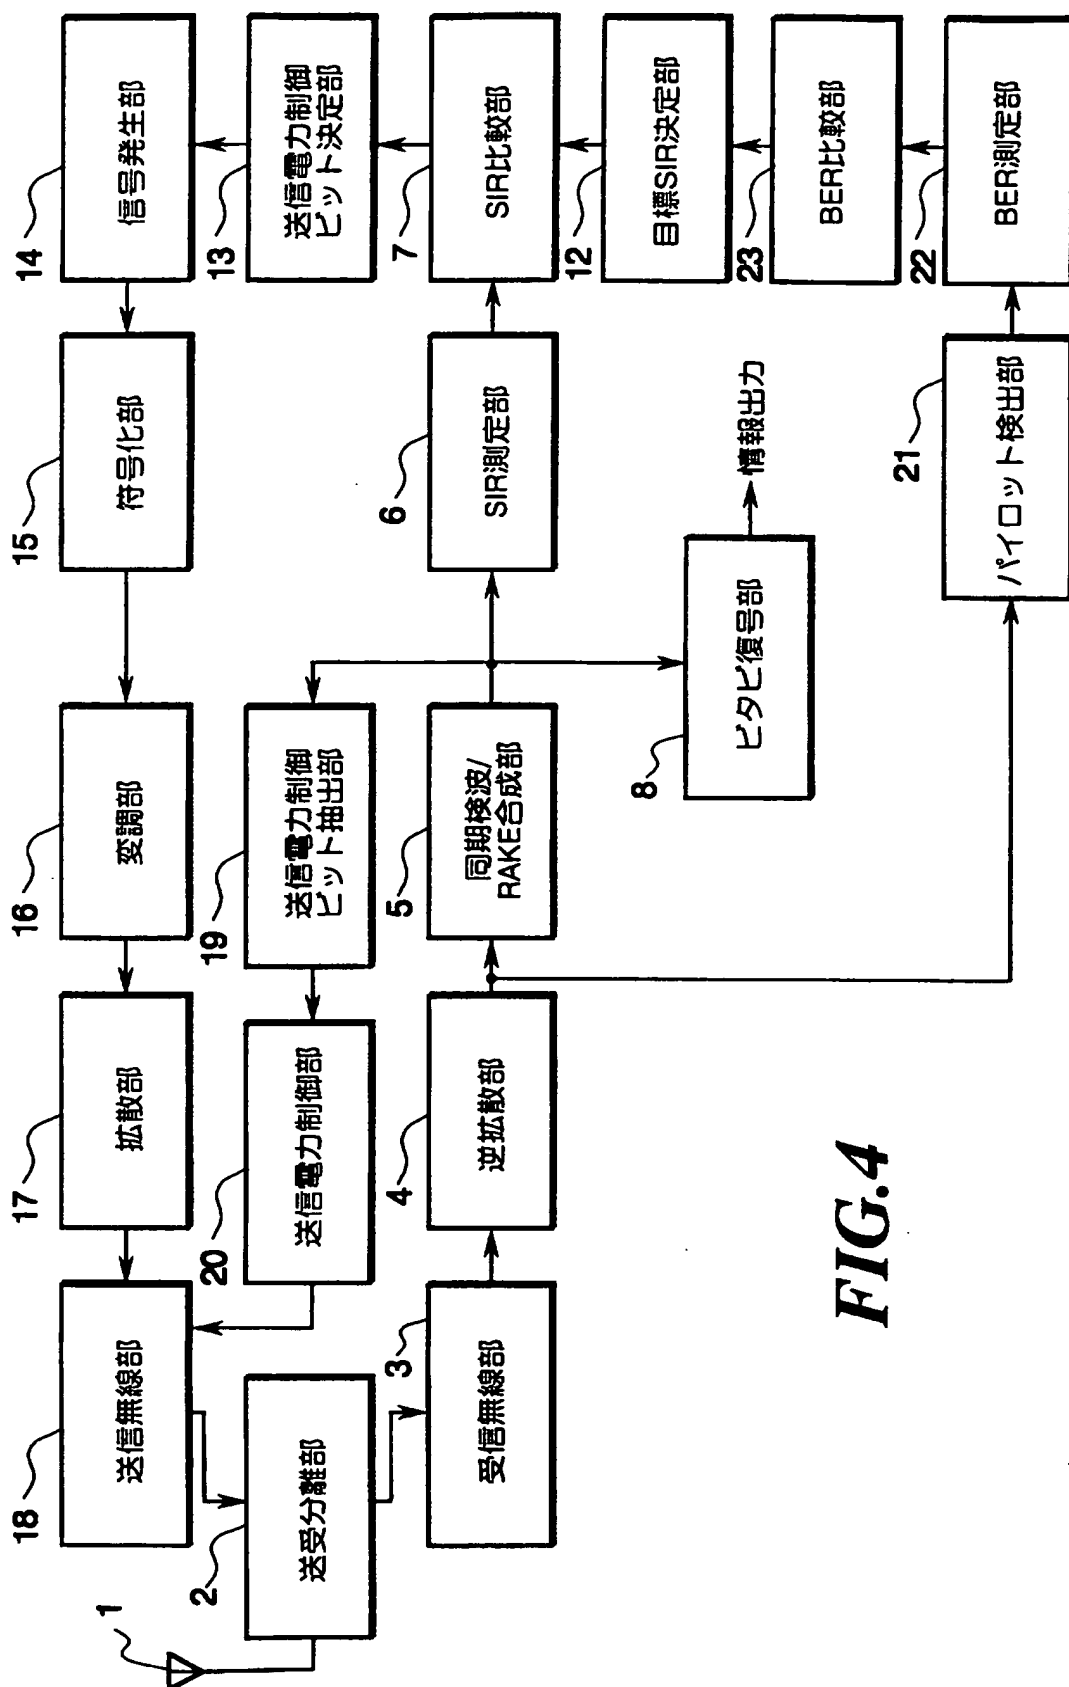 1
2
送受分離部
18
送信無線部
17
拡散部
16
変調部
15
符号化部
14
信号発生部
20
送信電力制御部
19
送信電力制御
ビット抽出部
13
送信電力制御
ビット決定部
3
受信無線部
4
逆拡散部
5
同期検波/
RAKE合成部
6
SIR測定部
7
SIR比較部
12
目標SIR決定部
8
ビタビ復号部
情報出力
23
BER比較部
21
パイロット検出部
22
BER測定部
FIG.4